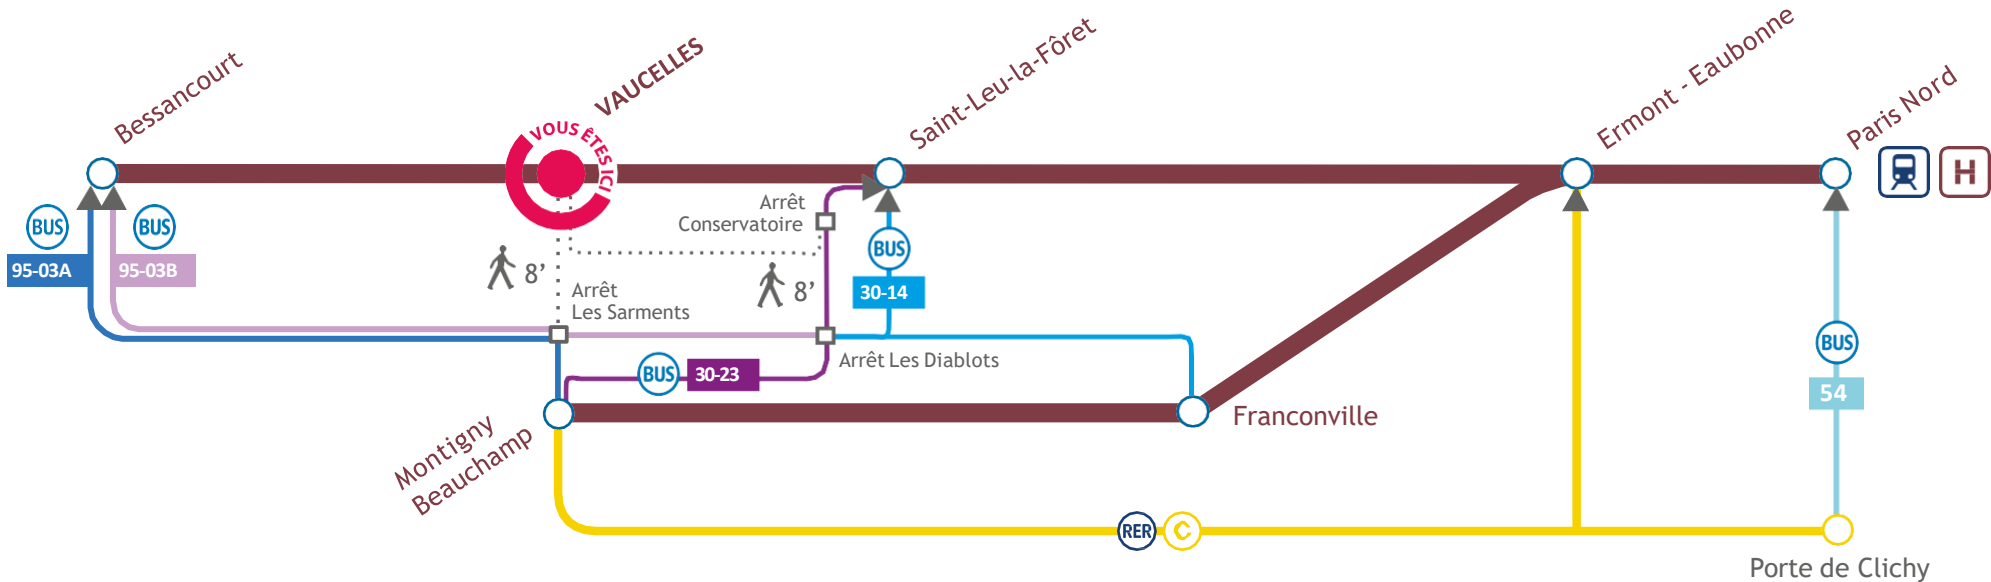 Bessancourt
VAUCELLES
VOUS ÊTES ICI
Saint-Leu-la-Fôret
Ermont - Eaubonne
Paris Nord
H
BUS
95-03A
BUS
95-03B
8’
Arrêt
Les Sarments
Arrêt
Conservatoire
8’
BUS
30-14
BUS
30-23
Arrêt Les Diablots
BUS
54
Montigny
Beauchamp
Franconville
RER
C
Porte de Clichy